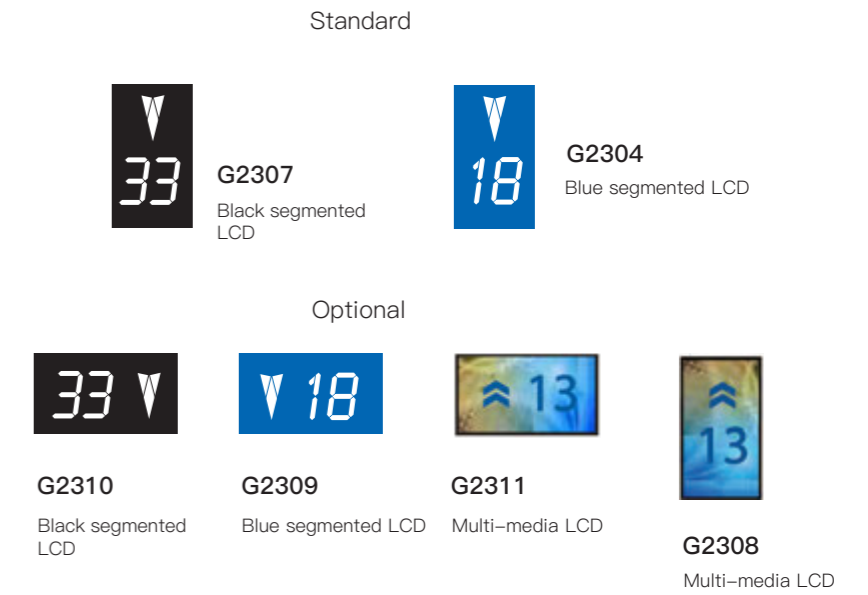 Standard
33
G2307
Black segmented
LCD
18
G2304
Blue segmented LCD
Optional
33
G2310
Black segmented
LCD
18
G2309
Blue segmented LCD
13
G2311
Multi-media LCD
13
G2308
Multi-media LCD